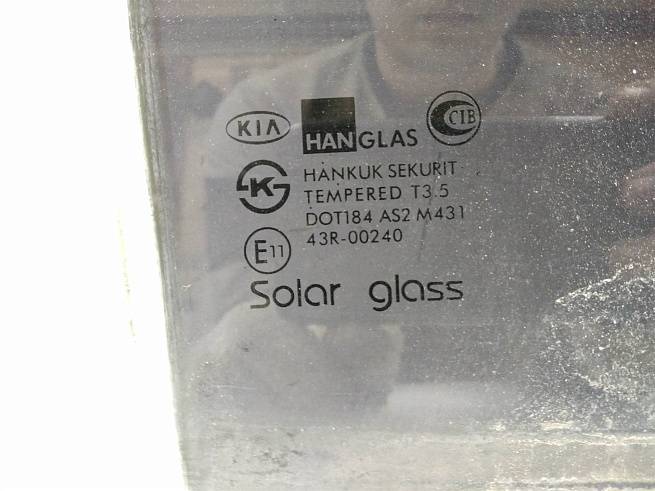 KIA
HANGLAS
CIB
HANKUK SEKURIT
TEMPERED T3.5
DOT184 AS2 M431
43R-00240
E11
Solar glass